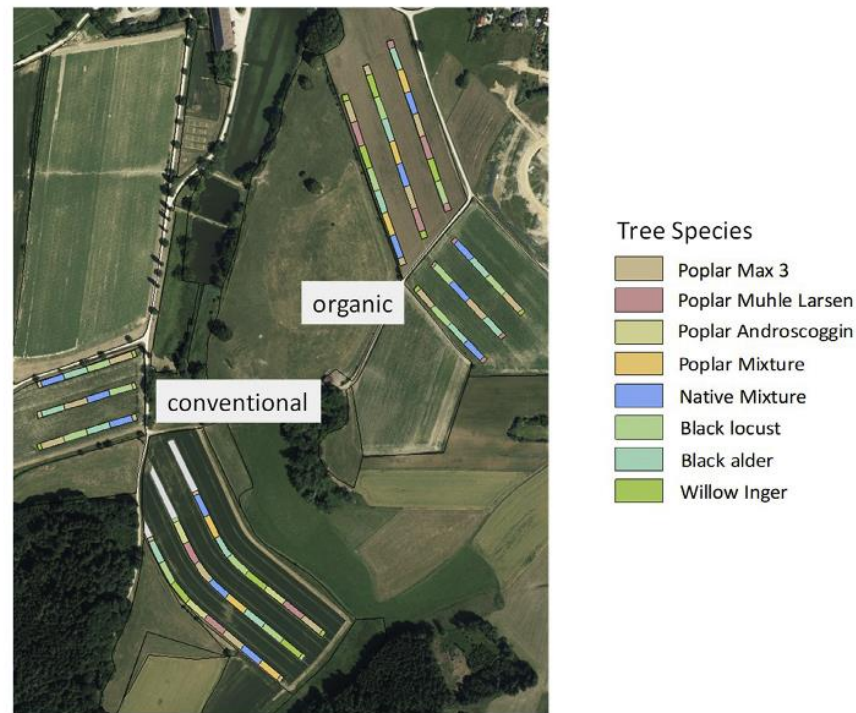 organic
conventional
Tree Species
Poplar Max 3
Poplar Muhle Larsen
Poplar Androscoggin
Poplar Mixture
Native Mixture
Black locust
Black alder
Willow Inger